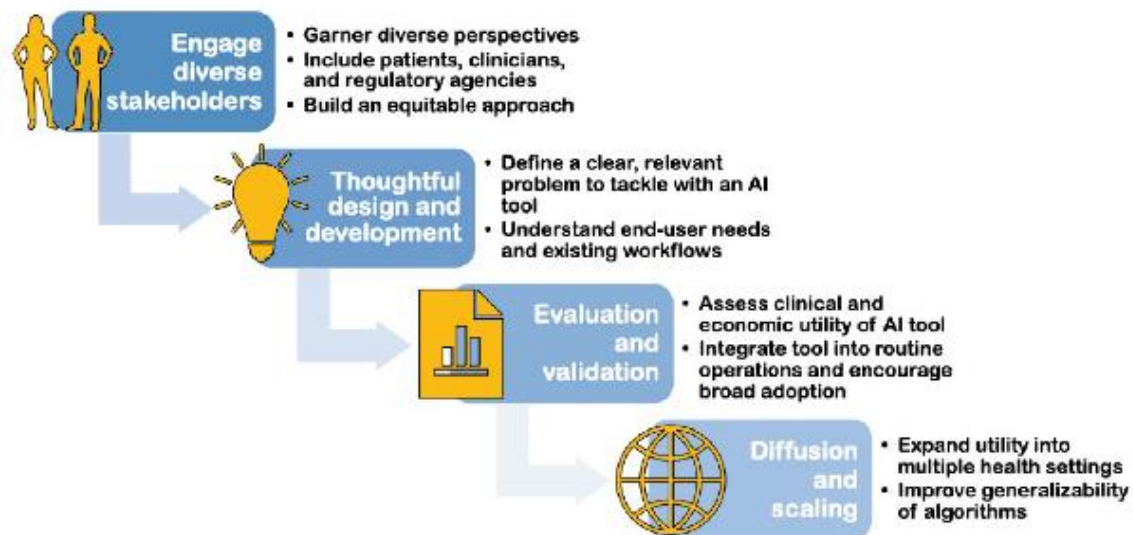 Engage
diverse
stakeholders
• Garner diverse perspectives
• Include patients, clinicians,
and regulatory agencies
• Build an equitable approach
Thoughtful
design and
development
• Define a clear, relevant
problem to tackle with an AI
tool
• Understand end-user needs
and existing workflows
Evaluation
and
validation
• Assess clinical and
economic utility of AI tool
• Integrate tool into routine
operations and encourage
broad adoption
Diffusion
and
scaling
• Expand utility into
multiple health settings
• Improve generalizability
of algorithms